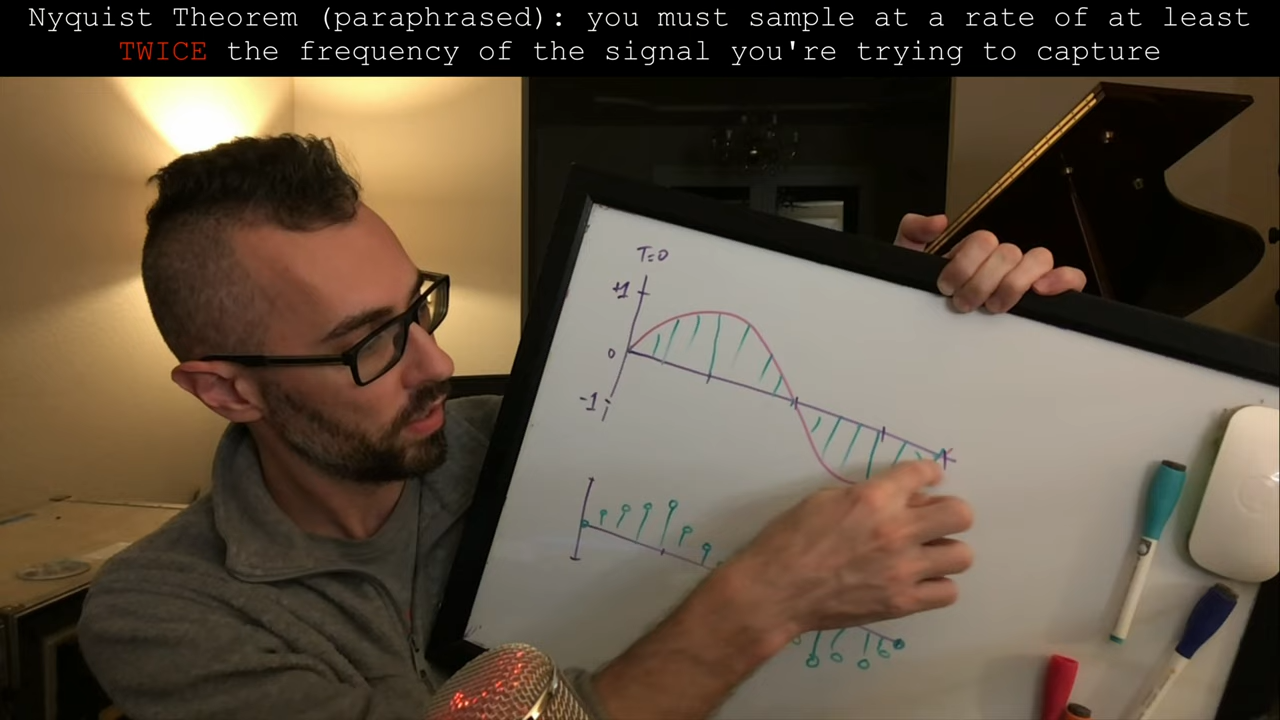 Nyquist Theorem (paraphrased): you must sample at a rate of at least
TWICE the frequency of the signal you're trying to capture
T=0
+1
0
-1